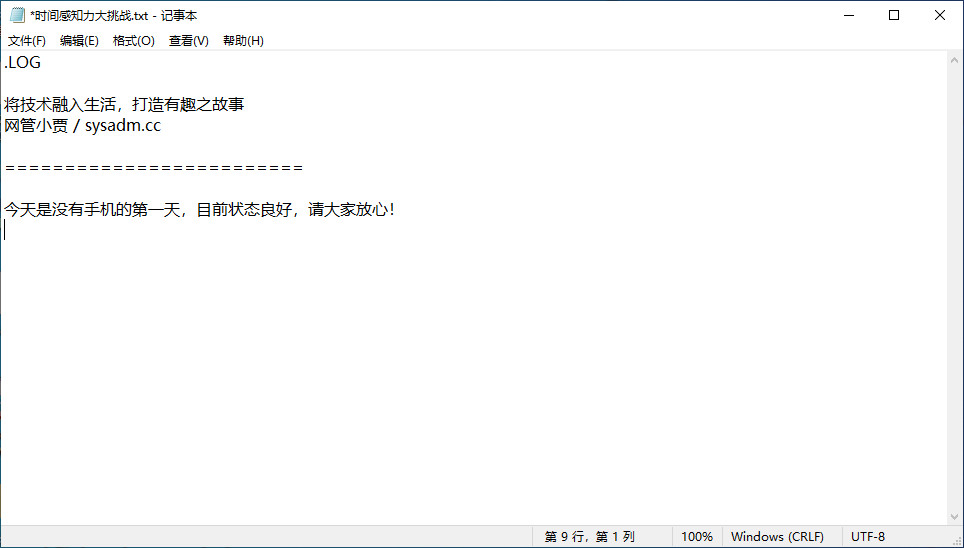 *时间感知力大挑战.txt - 记事本
文件(F) 编辑(E) 格式(O) 查看(V) 帮助(H)
.LOG
将技术融入生活，打造有趣之故事
网管小贾 / sysadm.cc
=========================
今天是没有手机的第一天，目前状态良好，请大家放心！
第 9 行，第 1 列 100% Windows (CRLF) UTF-8